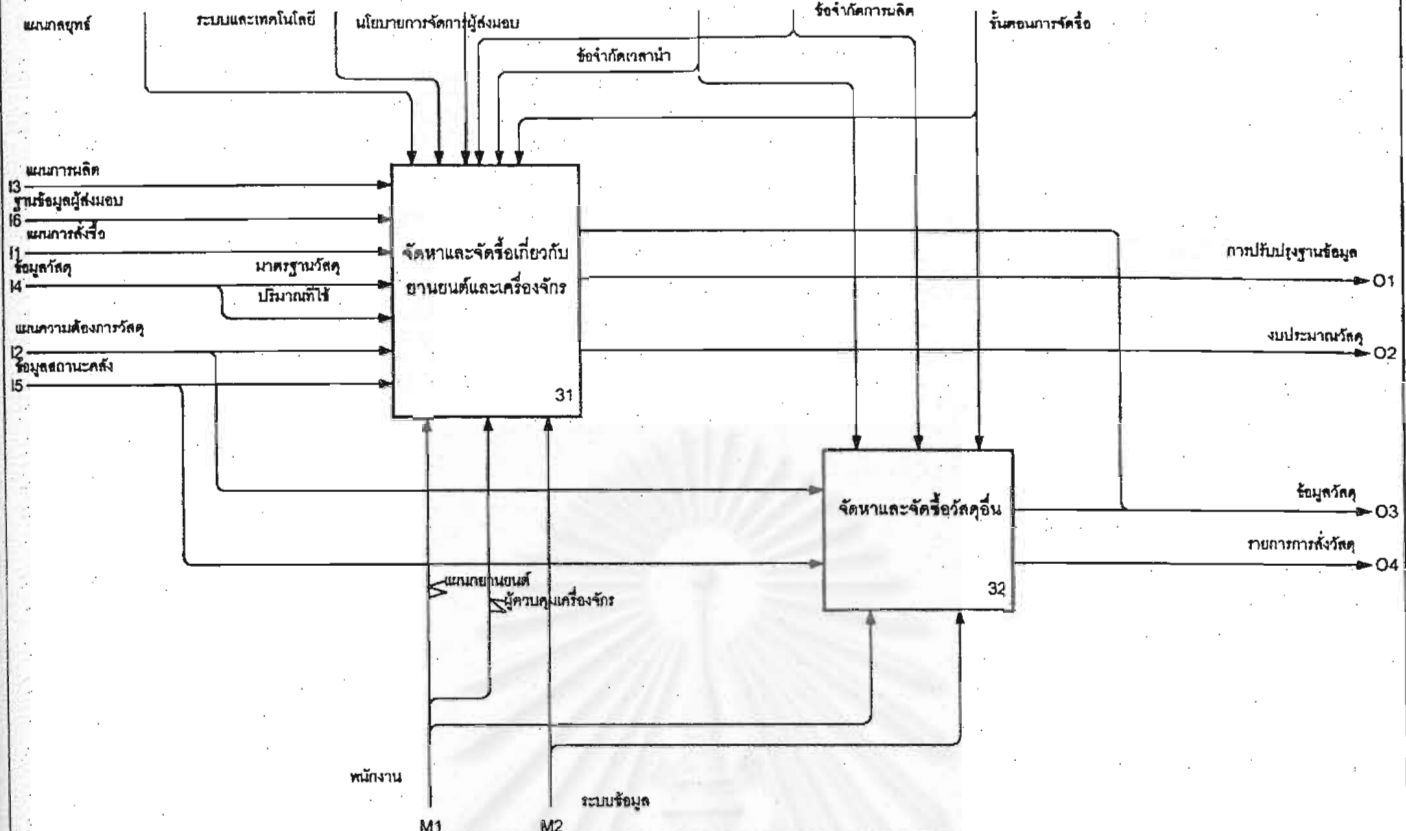 แผนกลยุทธ์
ระบบและเทคโนโลยี
นโยบายการจัดการผู้ส่งมอบ
ข้อจำกัดการผลิต
ขั้นตอนการจัดซื้อ
ข้อจำกัดเวลานำ
แผนการผลิต
I3
ฐานข้อมูลผู้ส่งมอบ
I6
แผนการสั่งซื้อ
I1
ข้อมูลวัสดุ
I4
มาตรฐานวัสดุ
ปริมาณที่ใช้
แผนความต้องการวัสดุ
I2
ข้อมูลสถานะคลัง
I5
จัดหาและจัดซื้อเกี่ยวกับ
ยานยนต์และเครื่องจักร
31
การปรับปรุงฐานข้อมูล
O1
งบประมาณวัสดุ
O2
จัดหาและจัดซื้อวัสดุอื่น
32
ข้อมูลวัสดุ
O3
รายการการสั่งวัสดุ
O4
แผนกยานยนต์
ผู้ควบคุมเครื่องจักร
พนักงาน
ระบบข้อมูล
M1
M2